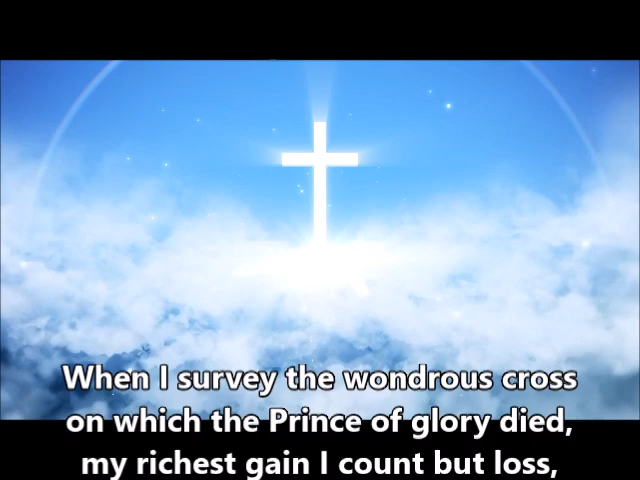 When I survey the wondrous cross
on which the Prince of glory died,
my richest gain I count but loss,